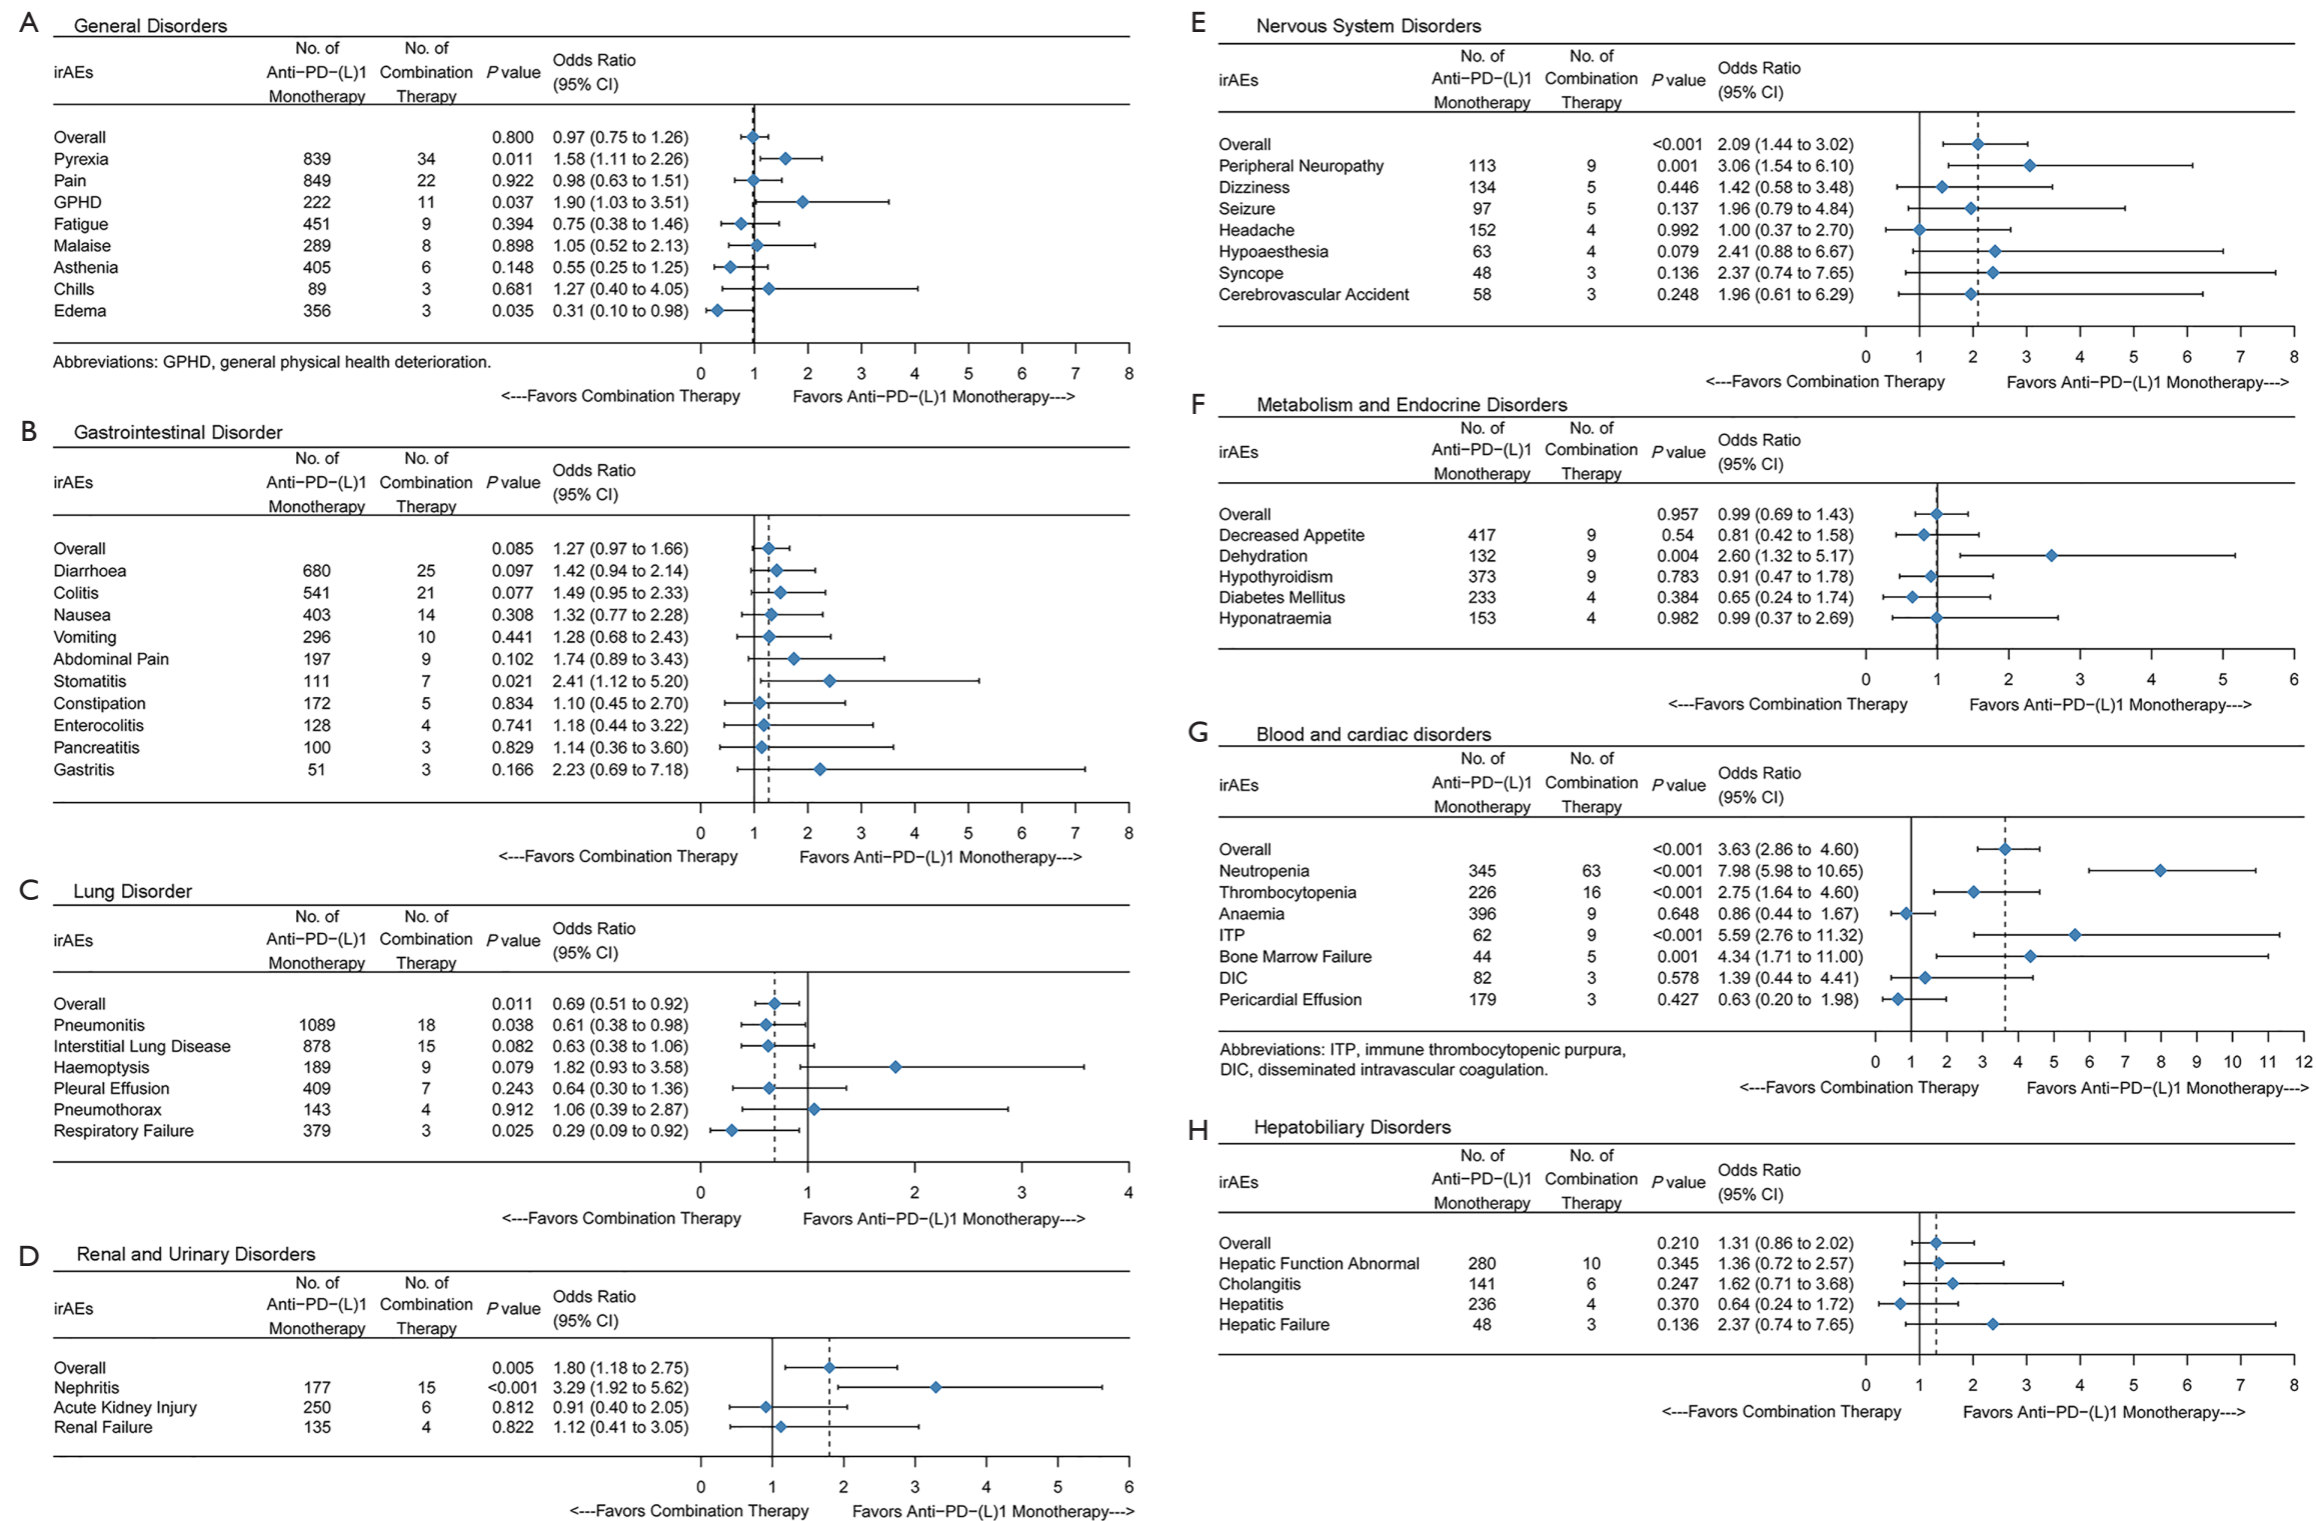 A General Disorders
irAEs No. of Anti−PD−(L)1 Monotherapy No. of Combination Therapy P value Odds Ratio (95% CI)
Overall 0.800 0.97 (0.75 to 1.26)
Pyrexia 839 34 0.011 1.58 (1.11 to 2.26)
Pain 849 22 0.922 0.98 (0.63 to 1.51)
GPHD 222 11 0.037 1.90 (1.03 to 3.51)
Fatigue 451 9 0.394 0.75 (0.38 to 1.46)
Malaise 289 8 0.898 1.05 (0.52 to 2.13)
Asthenia 405 6 0.148 0.55 (0.25 to 1.25)
Chills 89 3 0.681 1.27 (0.40 to 4.05)
Edema 356 3 0.035 0.31 (0.10 to 0.98)
Abbreviations: GPHD, general physical health deterioration.
0 1 2 3 4 5 6 7 8
<---Favors Combination Therapy Favors Anti−PD−(L)1 Monotherapy--->
B Gastrointestinal Disorder
irAEs No. of Anti−PD−(L)1 Monotherapy No. of Combination Therapy P value Odds Ratio (95% CI)
Overall 0.085 1.27 (0.97 to 1.66)
Diarrhoea 680 25 0.097 1.42 (0.94 to 2.14)
Colitis 541 21 0.077 1.49 (0.95 to 2.33)
Nausea 403 14 0.308 1.32 (0.77 to 2.28)
Vomiting 296 10 0.441 1.28 (0.68 to 2.43)
Abdominal Pain 197 9 0.102 1.74 (0.89 to 3.43)
Stomatitis 111 7 0.021 2.41 (1.12 to 5.20)
Constipation 172 5 0.834 1.10 (0.45 to 2.70)
Enterocolitis 128 4 0.741 1.18 (0.44 to 3.22)
Pancreatitis 100 3 0.829 1.14 (0.36 to 3.60)
Gastritis 51 3 0.166 2.23 (0.69 to 7.18)
0 1 2 3 4 5 6 7 8
<---Favors Combination Therapy Favors Anti−PD−(L)1 Monotherapy--->
C Lung Disorder
irAEs No. of Anti−PD−(L)1 Monotherapy No. of Combination Therapy P value Odds Ratio (95% CI)
Overall 0.011 0.69 (0.51 to 0.92)
Pneumonitis 1089 18 0.038 0.61 (0.38 to 0.98)
Interstitial Lung Disease 878 15 0.082 0.63 (0.38 to 1.06)
Haemoptysis 189 9 0.079 1.82 (0.93 to 3.58)
Pleural Effusion 409 7 0.243 0.64 (0.30 to 1.36)
Pneumothorax 143 4 0.912 1.06 (0.39 to 2.87)
Respiratory Failure 379 3 0.025 0.29 (0.09 to 0.92)
0 1 2 3 4
<---Favors Combination Therapy Favors Anti−PD−(L)1 Monotherapy--->
D Renal and Urinary Disorders
irAEs No. of Anti−PD−(L)1 Monotherapy No. of Combination Therapy P value Odds Ratio (95% CI)
Overall 0.005 1.80 (1.18 to 2.75)
Nephritis 177 15 <0.001 3.29 (1.92 to 5.62)
Acute Kidney Injury 250 6 0.812 0.91 (0.40 to 2.05)
Renal Failure 135 4 0.822 1.12 (0.41 to 3.05)
0 1 2 3 4 5 6
<---Favors Combination Therapy Favors Anti−PD−(L)1 Monotherapy--->
E Nervous System Disorders
irAEs No. of Anti−PD−(L)1 Monotherapy No. of Combination Therapy P value Odds Ratio (95% CI)
Overall <0.001 2.09 (1.44 to 3.02)
Peripheral Neuropathy 113 9 0.001 3.06 (1.54 to 6.10)
Dizziness 134 5 0.446 1.42 (0.58 to 3.48)
Seizure 97 5 0.137 1.96 (0.79 to 4.84)
Headache 152 4 0.992 1.00 (0.37 to 2.70)
Hypoaesthesia 63 4 0.079 2.41 (0.88 to 6.67)
Syncope 48 3 0.136 2.37 (0.74 to 7.65)
Cerebrovascular Accident 58 3 0.248 1.96 (0.61 to 6.29)
0 1 2 3 4 5 6 7 8
<---Favors Combination Therapy Favors Anti−PD−(L)1 Monotherapy--->
F Metabolism and Endocrine Disorders
irAEs No. of Anti−PD−(L)1 Monotherapy No. of Combination Therapy P value Odds Ratio (95% CI)
Overall 0.957 0.99 (0.69 to 1.43)
Decreased Appetite 417 9 0.54 0.81 (0.42 to 1.58)
Dehydration 132 9 0.004 2.60 (1.32 to 5.17)
Hypothyroidism 373 9 0.783 0.91 (0.47 to 1.78)
Diabetes Mellitus 233 4 0.384 0.65 (0.24 to 1.74)
Hyponatraemia 153 4 0.982 0.99 (0.37 to 2.69)
0 1 2 3 4 5 6
<---Favors Combination Therapy Favors Anti−PD−(L)1 Monotherapy--->
G Blood and cardiac disorders
irAEs No. of Anti−PD−(L)1 Monotherapy No. of Combination Therapy P value Odds Ratio (95% CI)
Overall <0.001 3.63 (2.86 to 4.60)
Neutropenia 345 63 <0.001 7.98 (5.98 to 10.65)
Thrombocytopenia 226 16 <0.001 2.75 (1.64 to 4.60)
Anaemia 396 9 0.648 0.86 (0.44 to 1.67)
ITP 62 9 <0.001 5.59 (2.76 to 11.32)
Bone Marrow Failure 44 5 0.001 4.34 (1.71 to 11.00)
DIC 82 3 0.578 1.39 (0.44 to 4.41)
Pericardial Effusion 179 3 0.427 0.63 (0.20 to 1.98)
Abbreviations: ITP, immune thrombocytopenic purpura,
DIC, disseminated intravascular coagulation.
0 1 2 3 4 5 6 7 8 9 10 11 12
<---Favors Combination Therapy Favors Anti−PD−(L)1 Monotherapy--->
H Hepatobiliary Disorders
irAEs No. of Anti−PD−(L)1 Monotherapy No. of Combination Therapy P value Odds Ratio (95% CI)
Overall 0.210 1.31 (0.86 to 2.02)
Hepatic Function Abnormal 280 10 0.345 1.36 (0.72 to 2.57)
Cholangitis 141 6 0.247 1.62 (0.71 to 3.68)
Hepatitis 236 4 0.370 0.64 (0.24 to 1.72)
Hepatic Failure 48 3 0.136 2.37 (0.74 to 7.65)
0 1 2 3 4 5 6 7 8
<---Favors Combination Therapy Favors Anti−PD−(L)1 Monotherapy--->